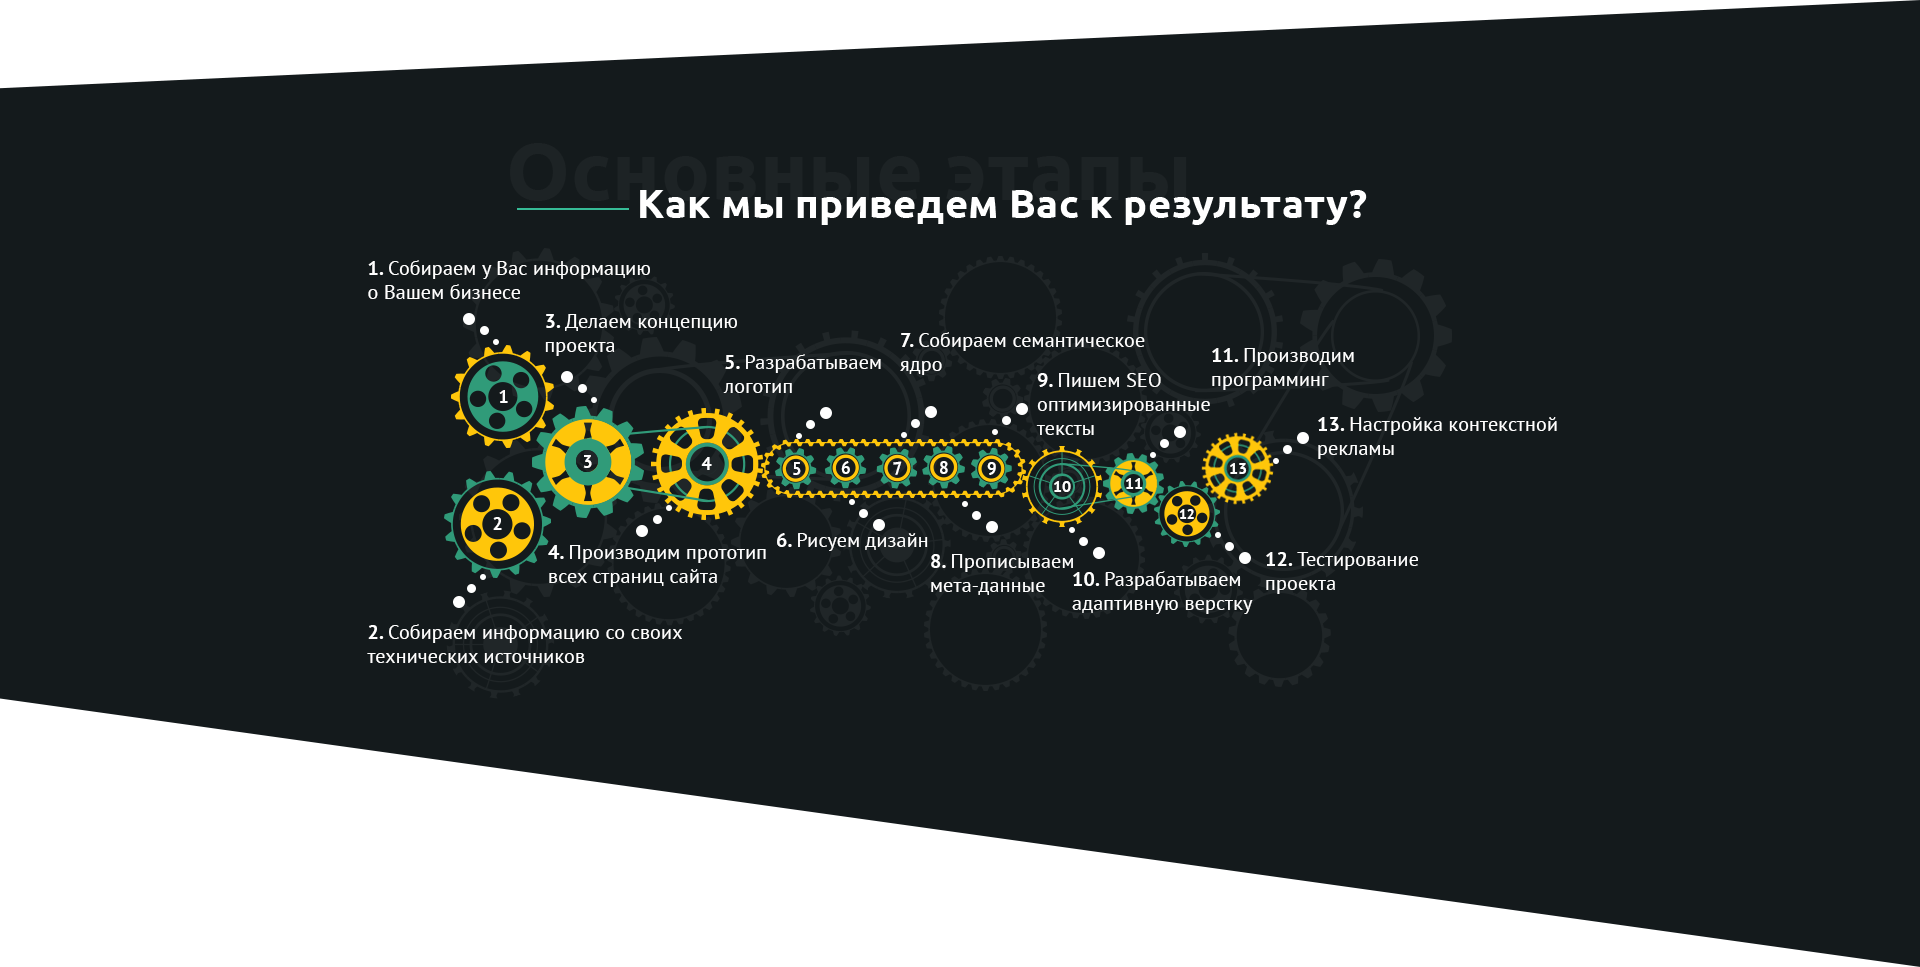 Основные этапы
Как мы приведем Вас к результату?
1. Собираем у Вас информацию
о Вашем бизнесе
3. Делаем концепцию
проекта
5. Разрабатываем
логотип
7. Собираем семантическое
ядро
9. Пишем SEO
оптимизированные
тексты
11. Производим
программинг
13. Настройка контекстной
рекламы
1
2
3
4
5
6
7
8
9
10
11
12
13
4. Производим прототип
всех страниц сайта
6. Рисуем дизайн
8. Прописываем
мета-данные
10. Разрабатываем
адаптивную верстку
12. Тестирование
проекта
2. Собираем информацию со своих
технических источников